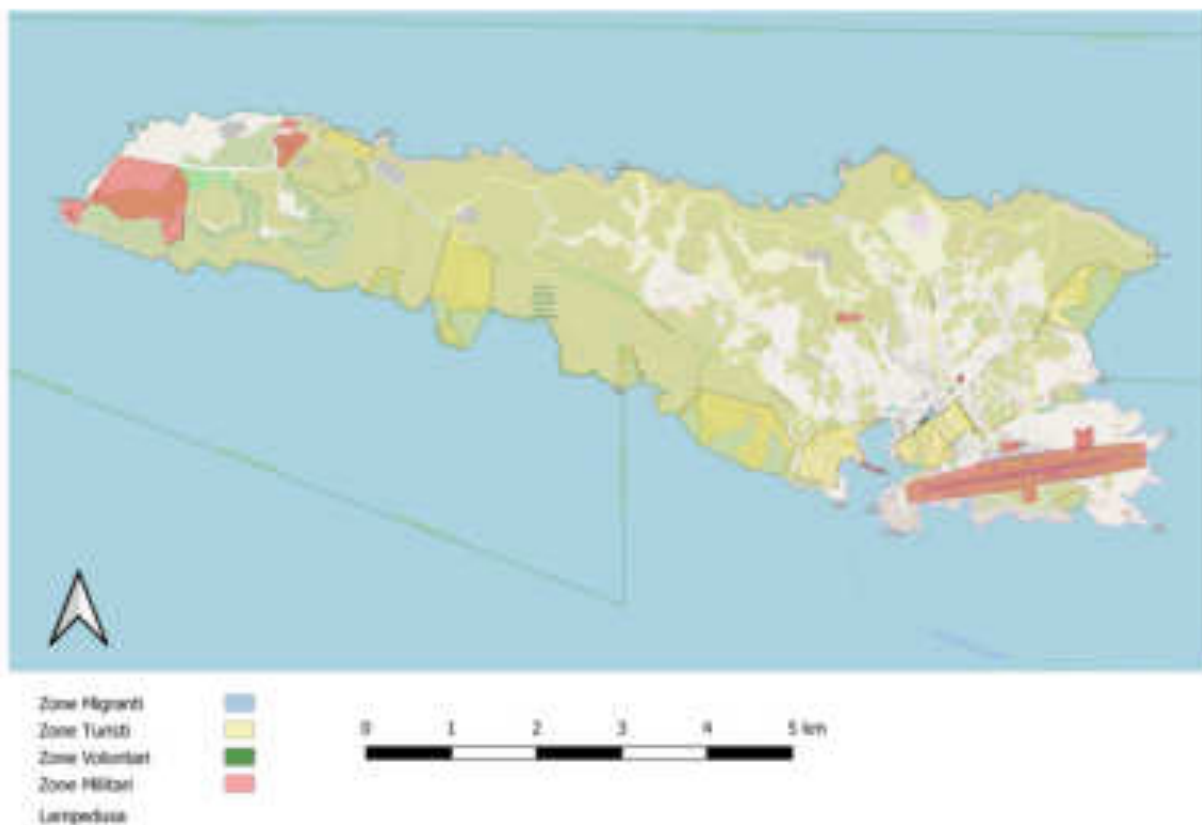 Zone Migranti
Zone Turisti
Zone Volontari
Zone Militari
Lampedusa
0 1 2 3 4 5 km